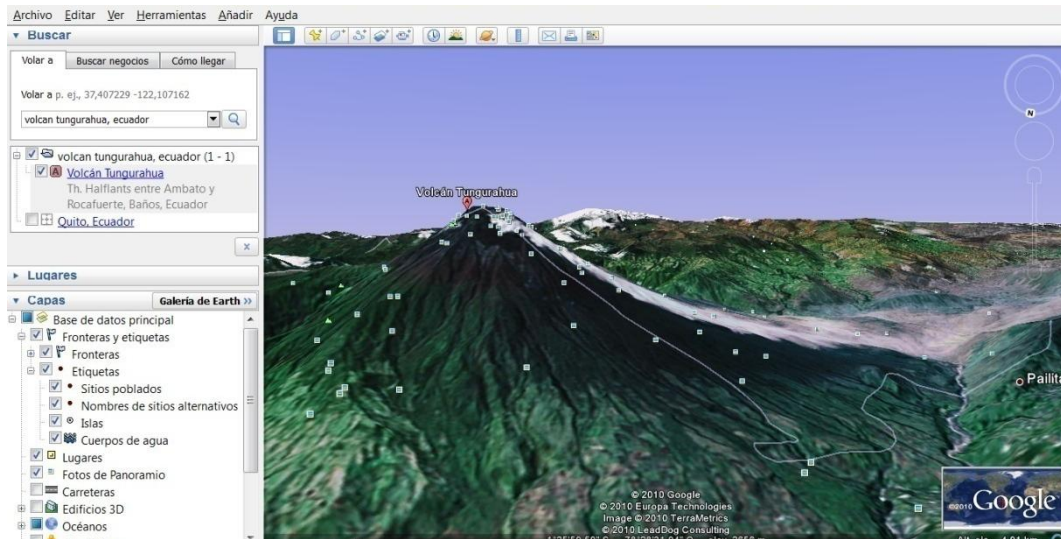 Archivo Editar Ver Herramientas Añadir Ayuda
Buscar
Volar a Buscar negocios Cómo llegar
Volar a p. ej., 37,407229 -122,107162
volcan tungurahua, ecuador
volcan tungurahua, ecuador (1 - 1)
A Volcán Tungurahua
Th. Halflants entre Ambato y
Rocafuerte, Baños, Ecuador
Quito, Ecuador
x
Lugares
Capas Galería de Earth »
Base de datos principal
Fronteras y etiquetas
Fronteras
Etiquetas
Sitios poblados
Nombres de sitios alternativos
Islas
Cuerpos de agua
Lugares
Fotos de Panoramio
Carreteras
Edificios 3D
Océanos
Volcán Tungurahua
A
N
Pailita
© 2010 Google
© 2010 Europa Technologies
Image © 2010 TerraMetrics
© 2010 LeadDog Consulting
©2010 Google